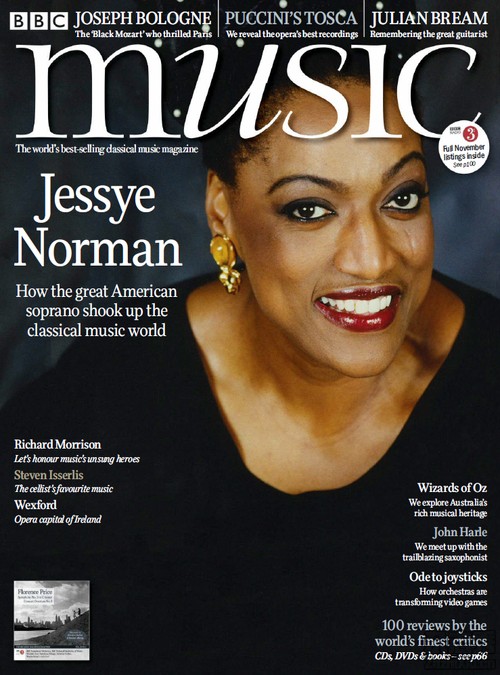 BBC
JOSEPH BOLOGNE
The 'Black Mozart' who thrilled Paris
PUCCINI'S TOSCA
We reveal the opera's best recordings
JULIAN BREAM
Remembering the great guitarist
music
The world's best-selling classical music magazine
BBC
3
Full November
listings inside
See p100
Jessye
Norman
How the great American
soprano shook up the
classical music world
Richard Morrison
Let's honour music's unsung heroes
Steven Isserlis
The cellist's favourite music
Wexford
Opera capital of Ireland
Wizards of Oz
We explore Australia's
rich musical heritage
John Harle
We meet up with the
trailblazing saxophonist
Ode to joysticks
How orchestras are
transforming video games
100 reviews by the
world's finest critics
CDs, DVDs & books – see p66
Florence Price